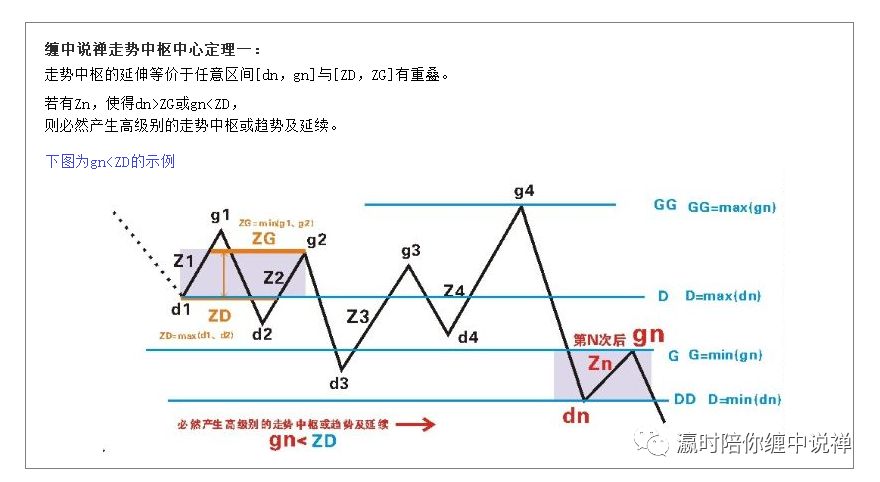 缠中说禅走势中枢中心定理一：
走势中枢的延伸等价于任意区间[dn，gn]与[ZD，ZG]有重叠。
若有Zn，使得dn>ZG或gn<ZD，
则必然产生高级别的走势中枢或趋势及延续。
下图为gn<ZD的示例
g4
GG GG=max(gn)
g1
ZG=min(g1、g2)
ZG
g2
g3
Z1
Z2
Z4
d1
D D=max(dn)
ZD
Z3
ZD=max(d1、d2)
d2
d4
第N次后
gn
G G=min(gn)
Zn
d3
DD D=min(dn)
dn
必然产生高级别的走势中枢或趋势及延续
gn<ZD
瀛时陪你缠中说禅